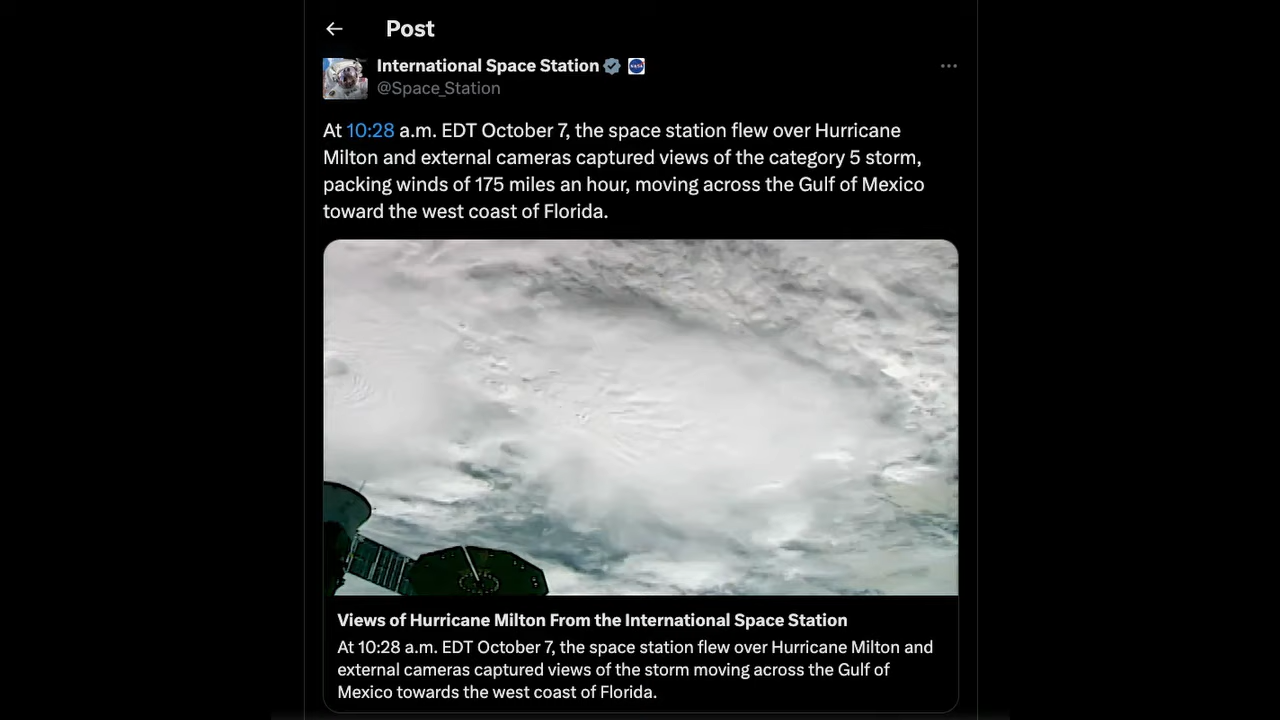 Post
International Space Station
@Space_Station
At 10:28 a.m. EDT October 7, the space station flew over Hurricane
Milton and external cameras captured views of the category 5 storm,
packing winds of 175 miles an hour, moving across the Gulf of Mexico
toward the west coast of Florida.
Views of Hurricane Milton From the International Space Station
At 10:28 a.m. EDT October 7, the space station flew over Hurricane Milton and
external cameras captured views of the storm moving across the Gulf of
Mexico towards the west coast of Florida.